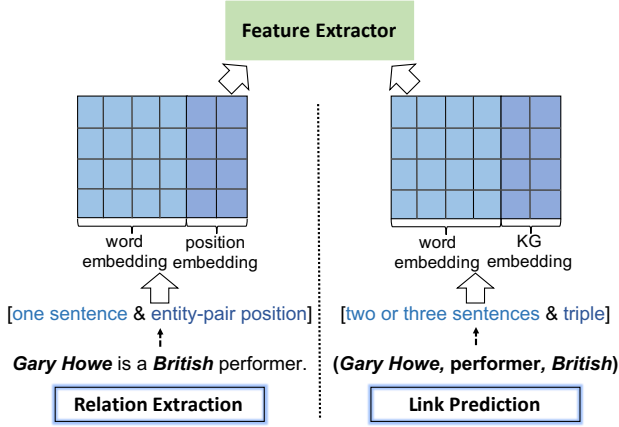 Feature Extractor
word embedding
position embedding
[one sentence & entity-pair position]
Gary Howe is a British performer.
Relation Extraction
word embedding
KG embedding
[two or three sentences & triple]
(Gary Howe, performer, British)
Link Prediction